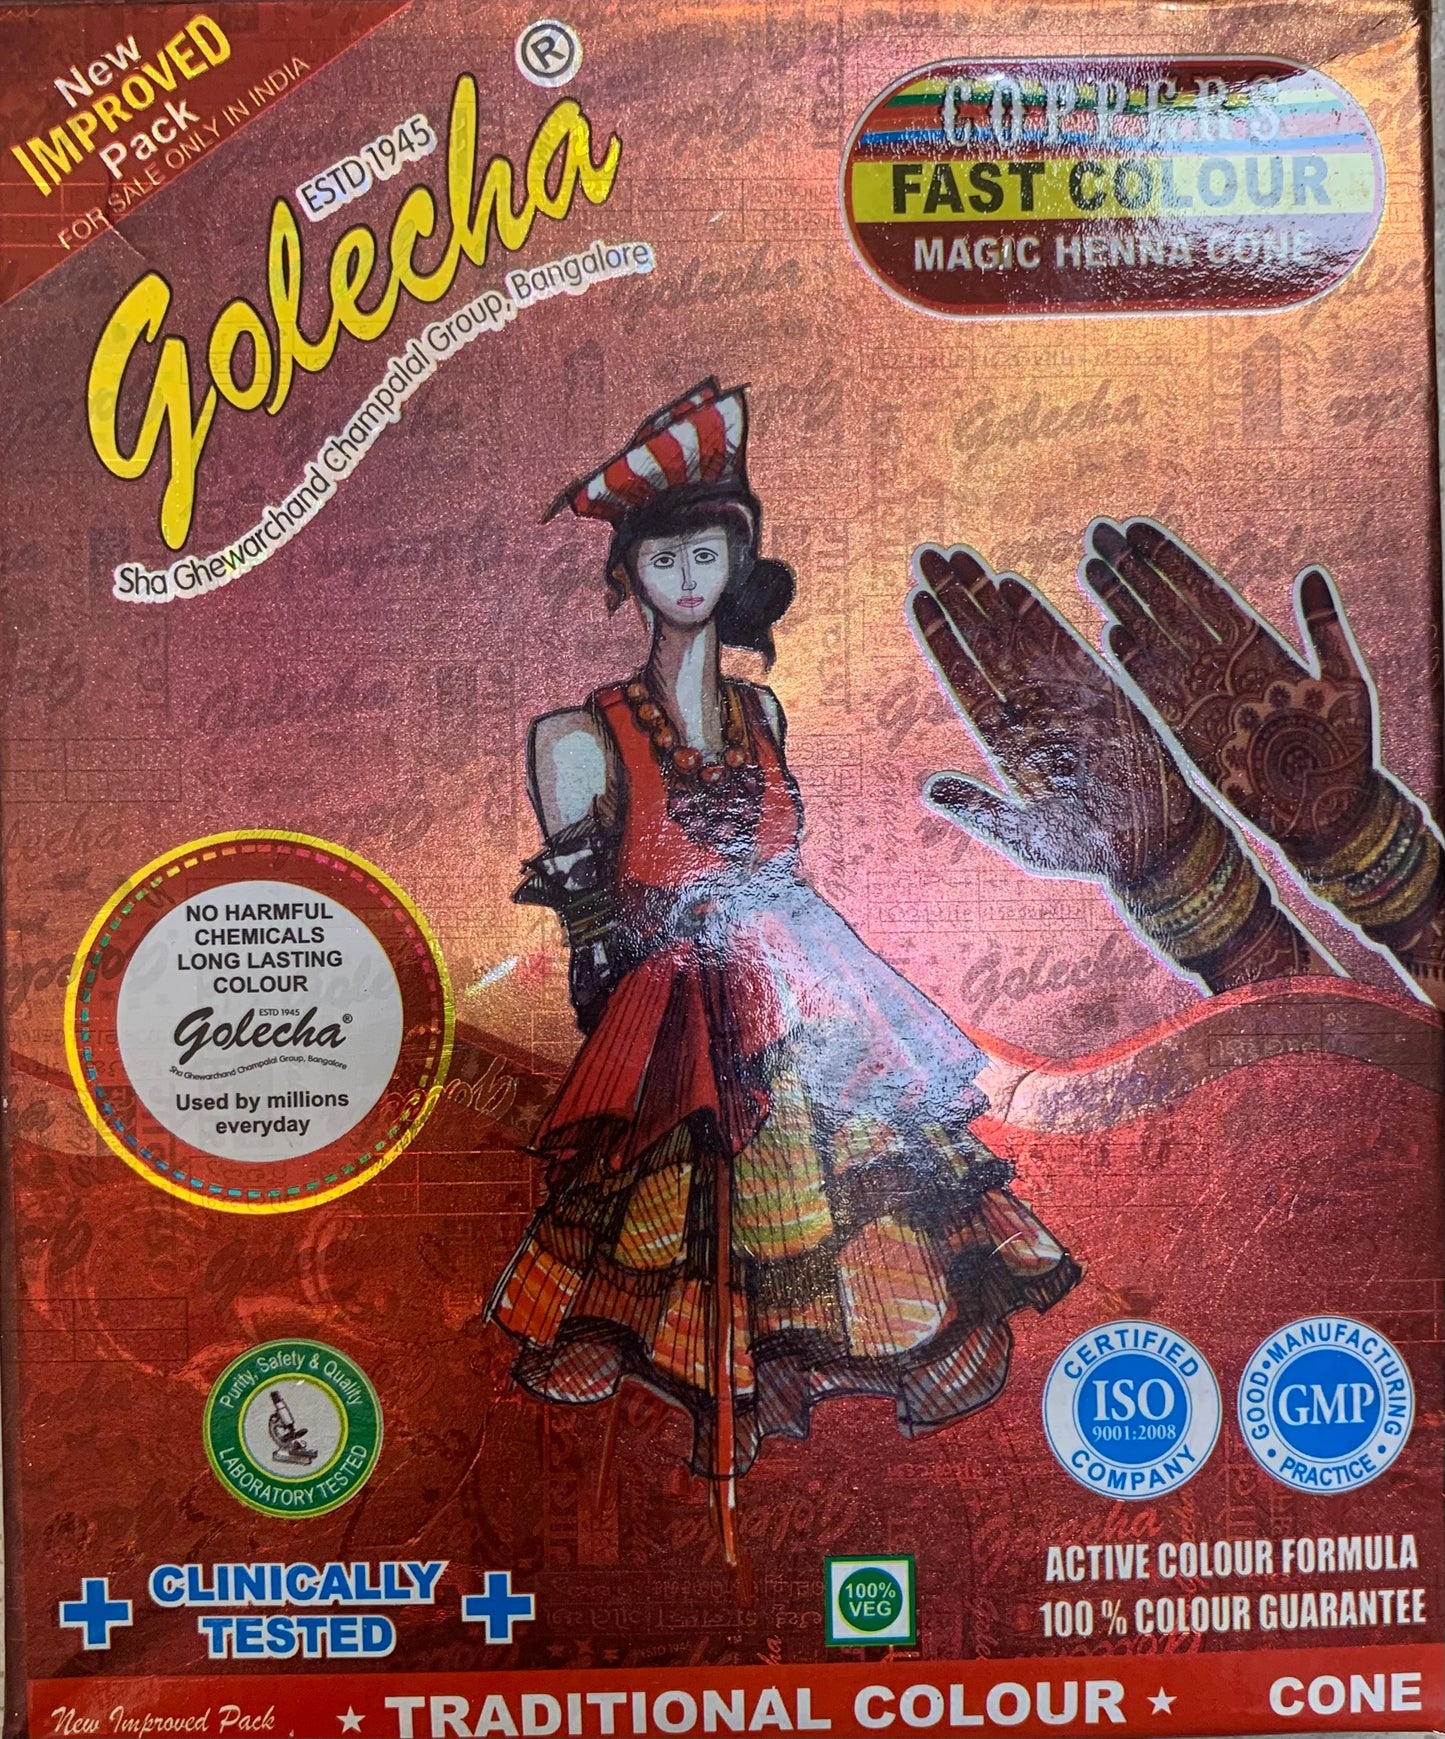 New
IMPROVED
Pack
FOR SALE ONLY IN INDIA
ESTD 1945
Golecha®
Sha Ghewarchand Champalal Group, Bangalore
COPPERS
FAST COLOUR
MAGIC HENNA CONE
NO HARMFUL
CHEMICALS
LONG LASTING
COLOUR
ESTD 1945
Golecha®
Sha Ghewarchand Champalal Group, Bangalore
Used by millions
everyday
Purity, Safety & Quality
LABORATORY TESTED
CERTIFIED
ISO
9001:2008
COMPANY
GOOD • MANUFACTURING •
GMP
• PRACTICE
CLINICALLY
TESTED
100%
VEG
ACTIVE COLOUR FORMULA
100 % COLOUR GUARANTEE
New Improved Pack
★ TRADITIONAL COLOUR ★
CONE